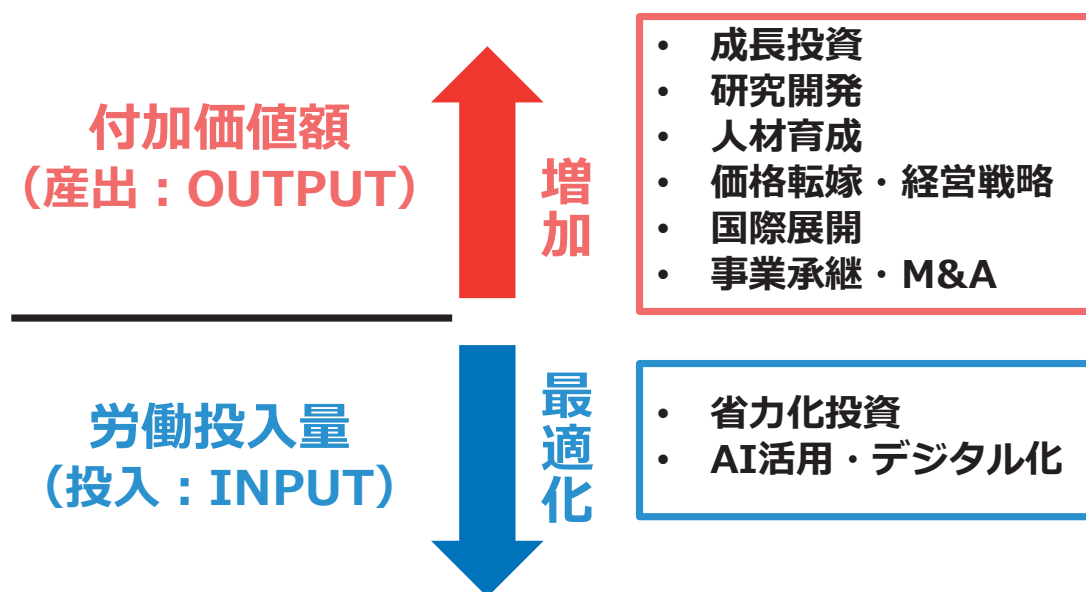 付加価値額
（産出：OUTPUT）
増加
• 成長投資
• 研究開発
• 人材育成
• 価格転嫁・経営戦略
• 国際展開
• 事業承継・M&A
労働投入量
（投入：INPUT）
最適化
• 省力化投資
• AI活用・デジタル化